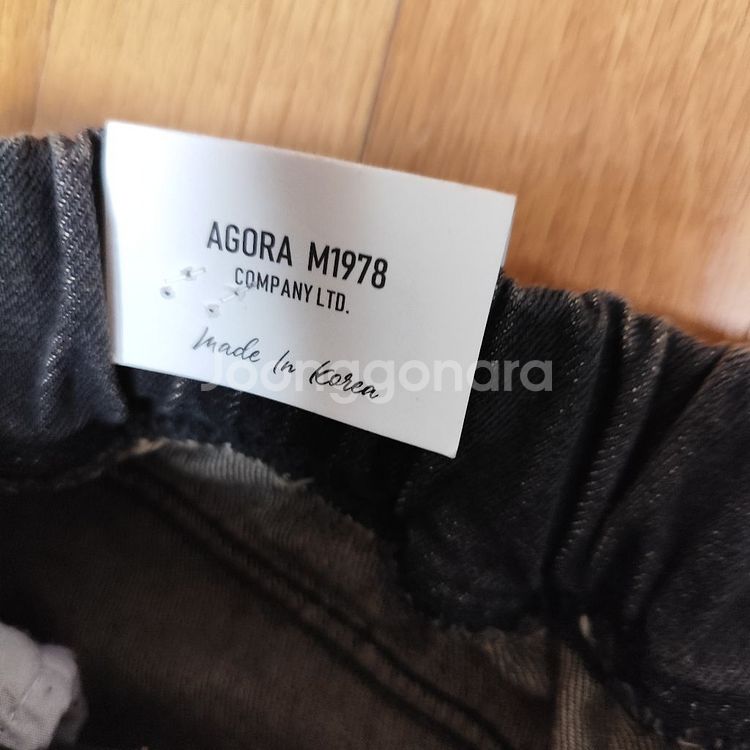 AGORA M1978
COMPANY LTD.
made In Korea
Joonggonara